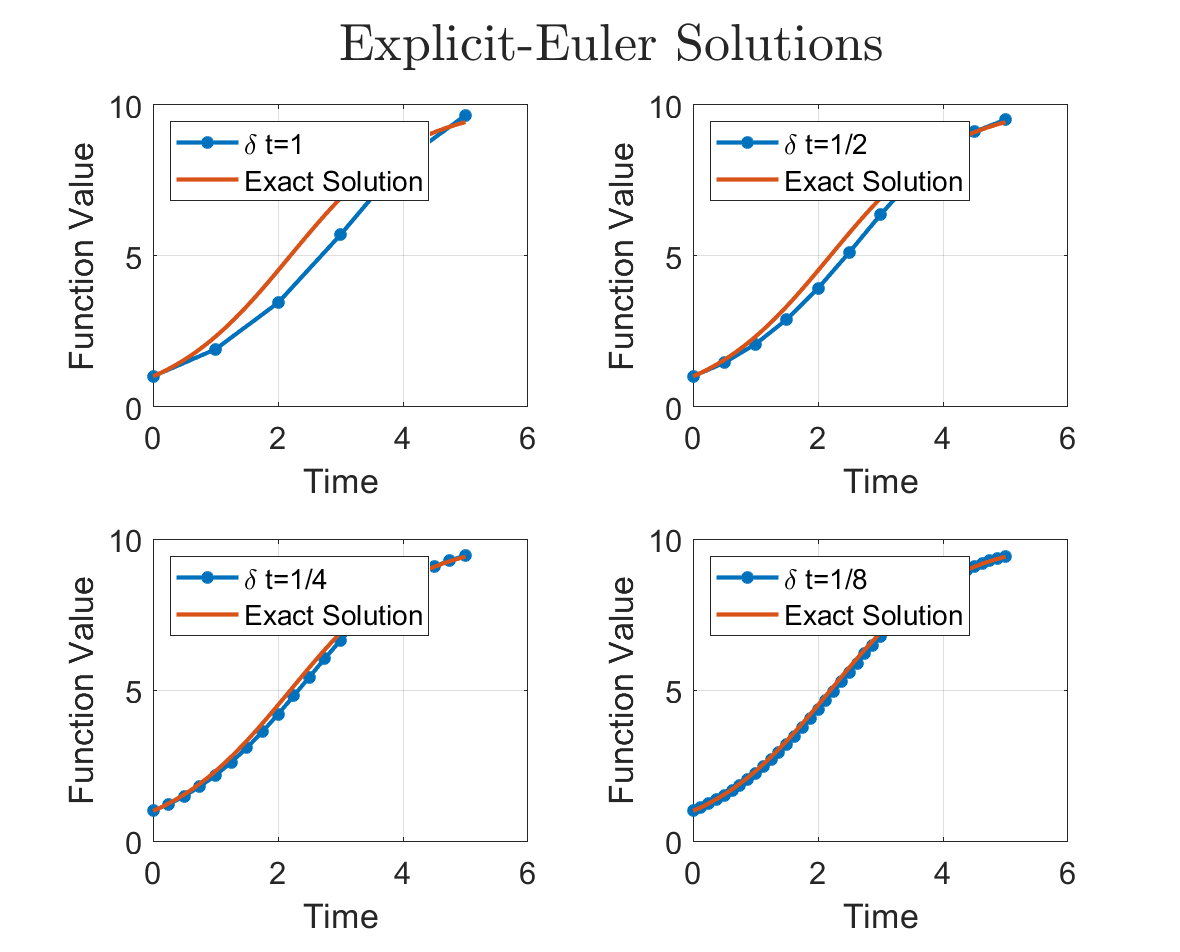 Explicit-Euler Solutions
10
5
0
Function Value
δ t=1
Exact Solution
0 2 4 6
Time
10
5
0
Function Value
δ t=1/2
Exact Solution
0 2 4 6
Time
10
5
0
Function Value
δ t=1/4
Exact Solution
0 2 4 6
Time
10
5
0
Function Value
δ t=1/8
Exact Solution
0 2 4 6
Time